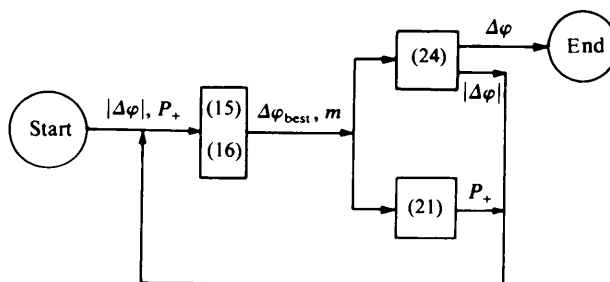 Start
|Δφ|, P₊
(15)
(16)
Δφ_best, m
(24)
Δφ
|Δφ|
End
(21)
P₊